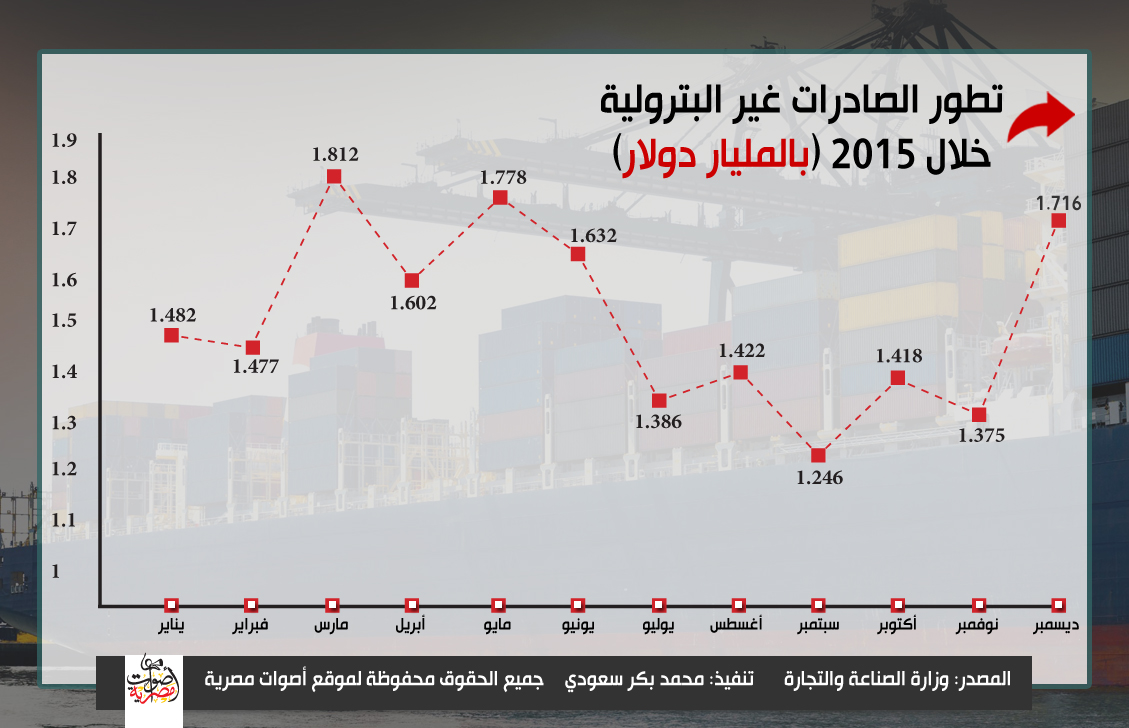 تطور الصادرات غير البترولية
خلال 2015 (بالمليار دولار)
1.9
1.8
1.7
1.6
1.5
1.4
1.3
1.2
1.1
1
1.482
1.477
1.812
1.602
1.778
1.632
1.386
1.422
1.246
1.418
1.375
1.716
يناير
فبراير
مارس
أبريل
مايو
يونيو
يوليو
أغسطس
سبتمبر
أكتوبر
نوفمبر
ديسمبر
المصدر: وزارة الصناعة والتجارة تنفيذ: محمد بكر سعودي جميع الحقوق محفوظة لموقع أصوات مصرية
أصوات
مصرية